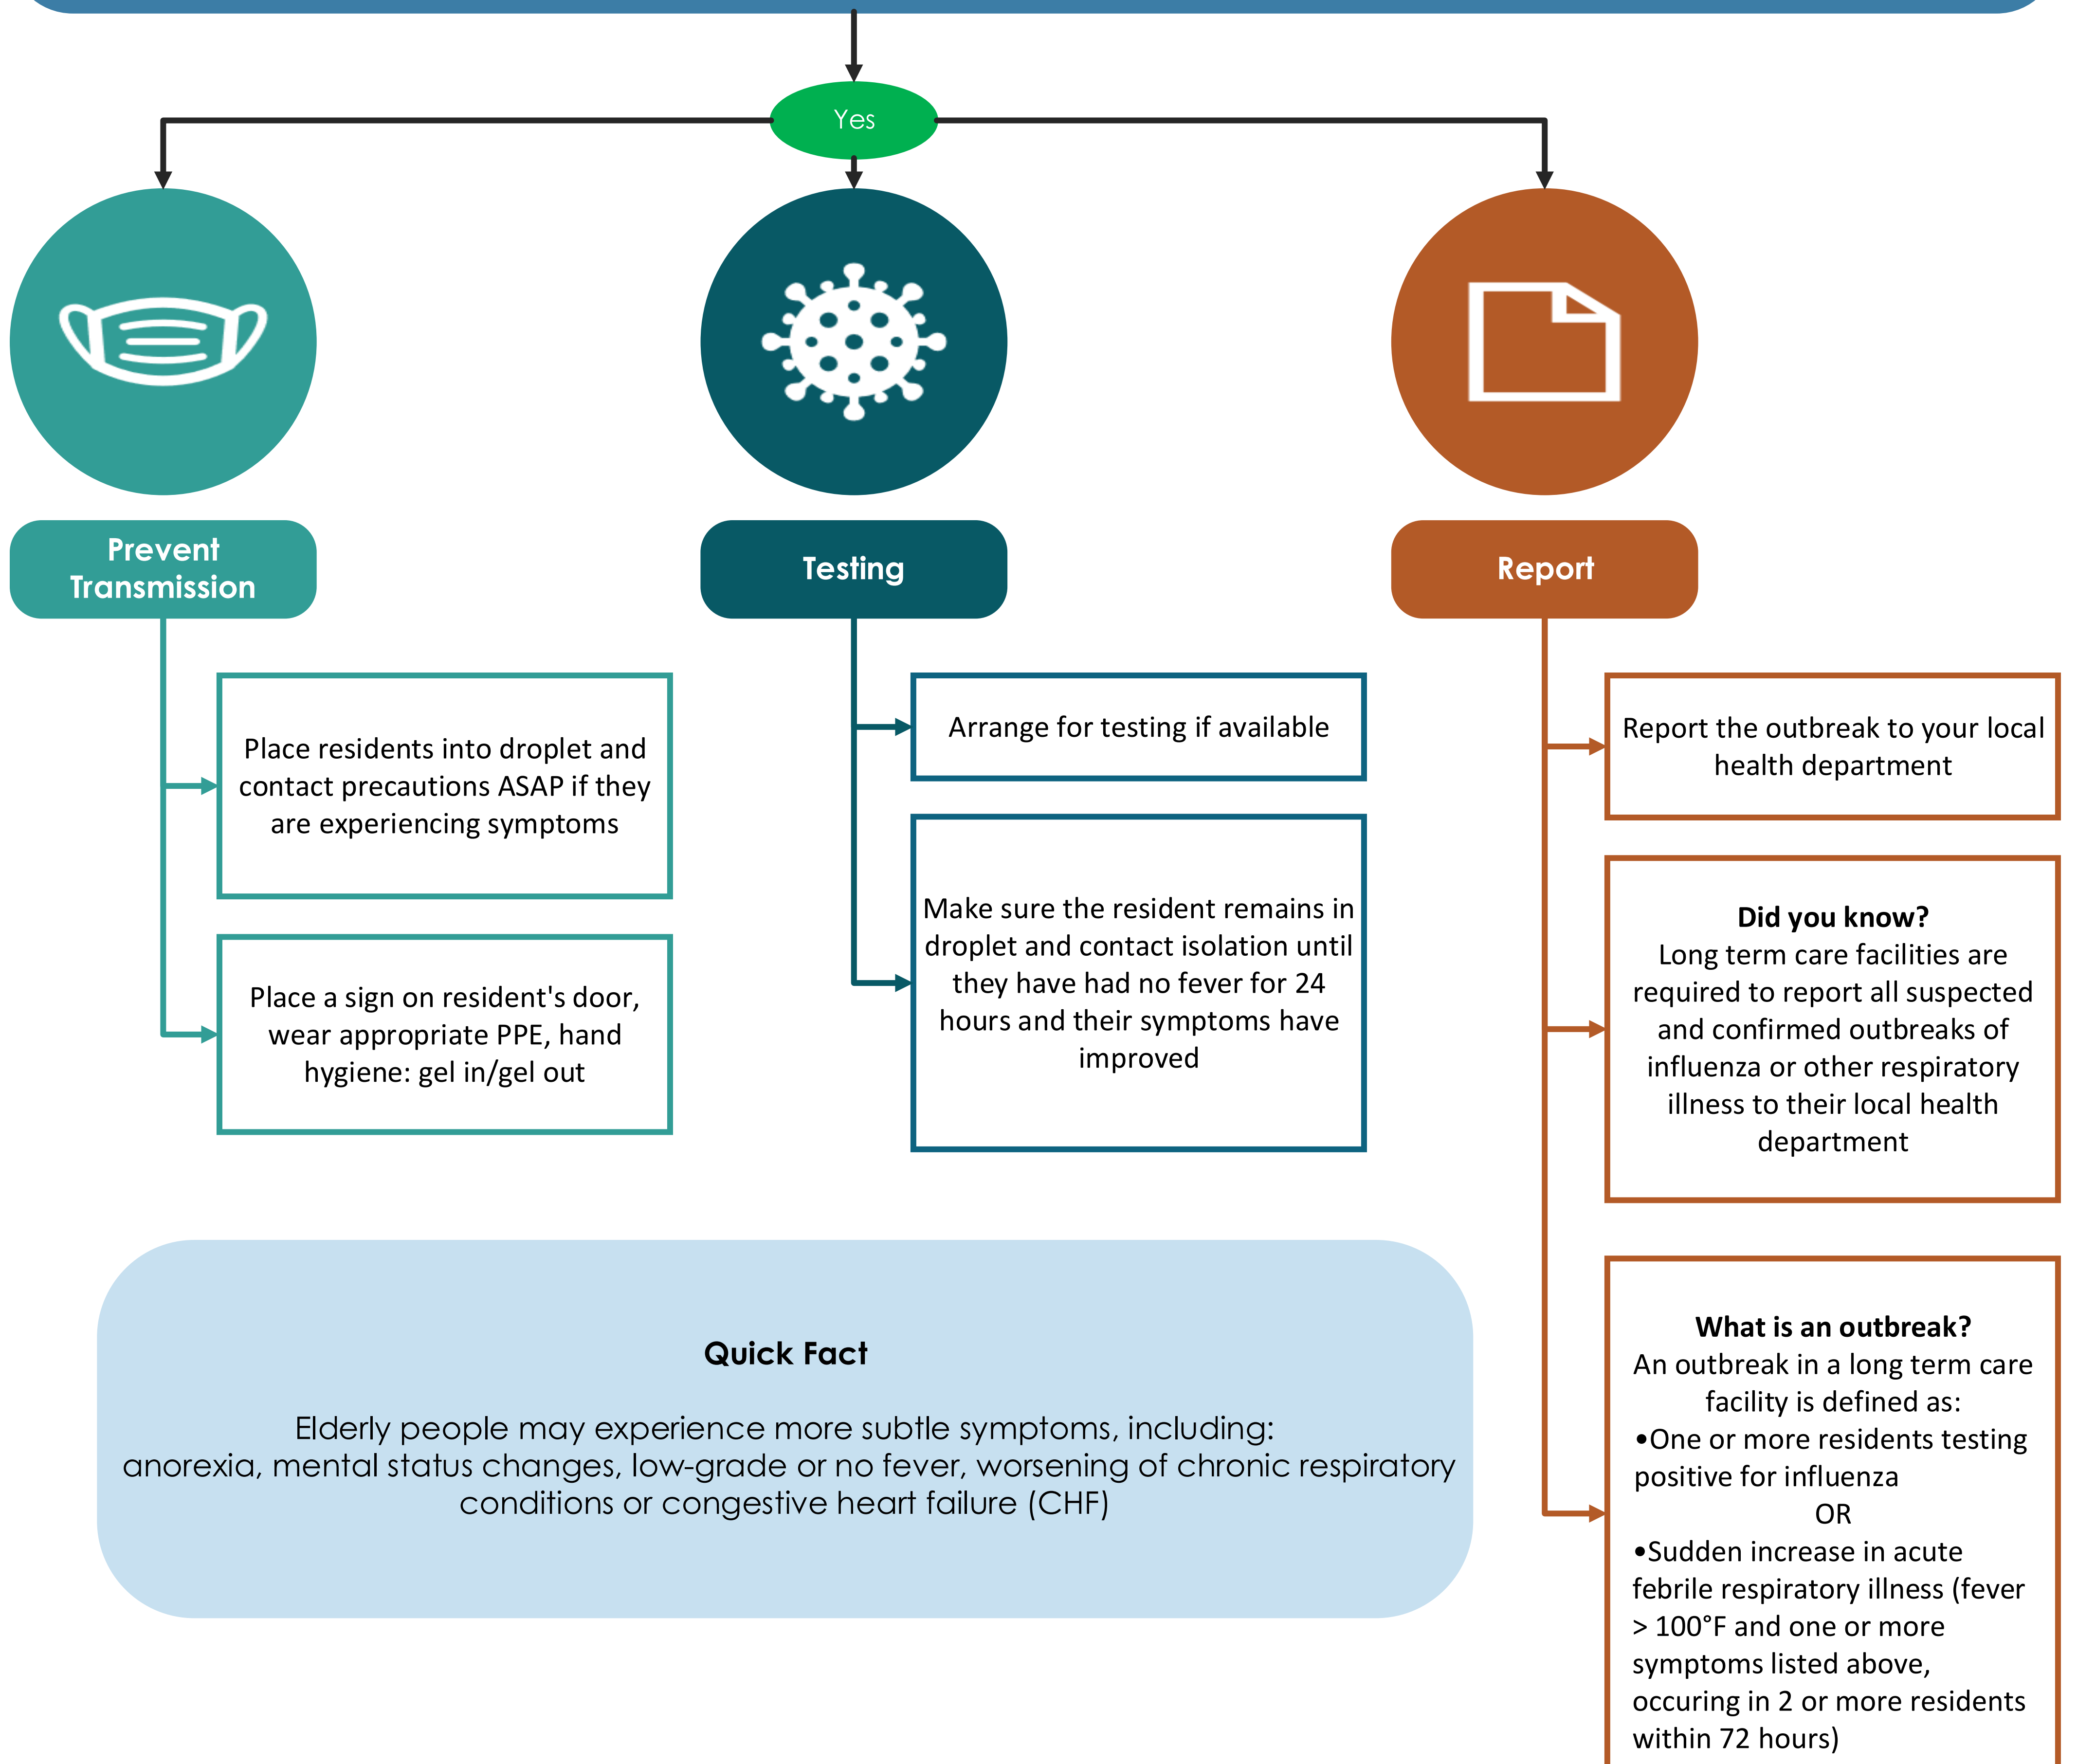 Yes
Prevent
Transmission
Place residents into droplet and
contact precautions ASAP if they
are experiencing symptoms
Place a sign on resident's door,
wear appropriate PPE, hand
hygiene: gel in/gel out
Testing
Arrange for testing if available
Make sure the resident remains in
droplet and contact isolation until
they have had no fever for 24
hours and their symptoms have
improved
Report
Report the outbreak to your local
health department
Did you know?
Long term care facilities are
required to report all suspected
and confirmed outbreaks of
influenza or other respiratory
illness to their local health
department
What is an outbreak?
An outbreak in a long term care
facility is defined as:
•One or more residents testing
positive for influenza
OR
•Sudden increase in acute
febrile respiratory illness (fever
> 100°F and one or more
symptoms listed above,
occuring in 2 or more residents
within 72 hours)
Quick Fact
Elderly people may experience more subtle symptoms, including:
anorexia, mental status changes, low-grade or no fever, worsening of chronic respiratory
conditions or congestive heart failure (CHF)